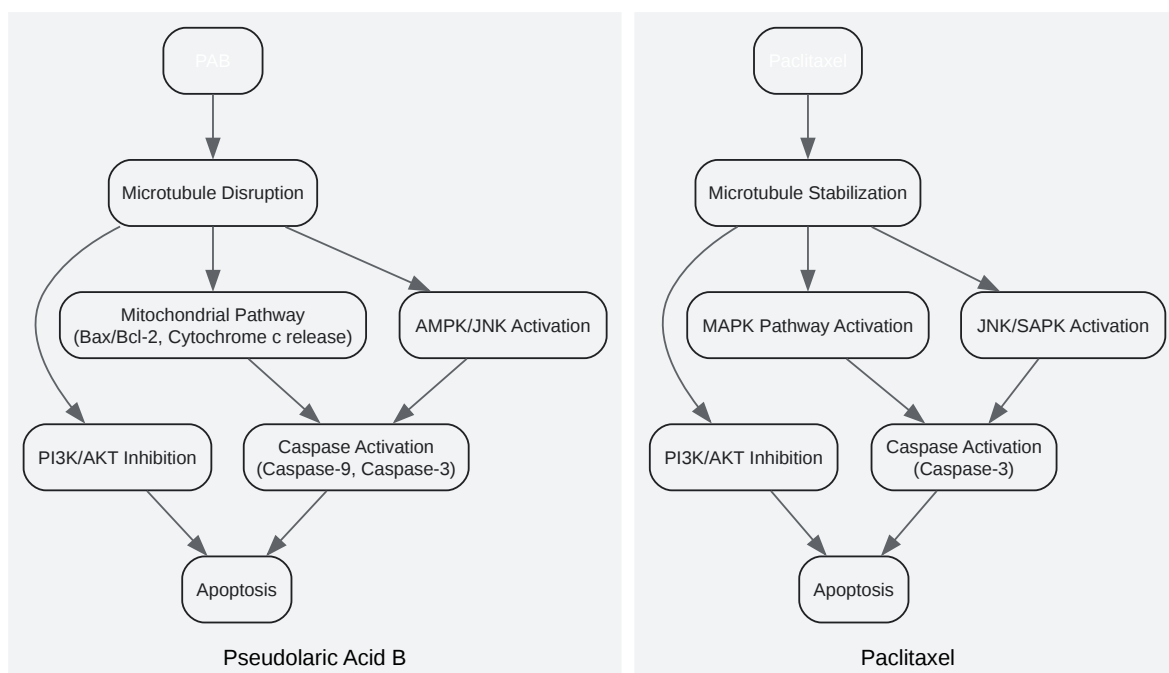 PAB
Microtubule Disruption
Mitochondrial Pathway
(Bax/Bcl-2, Cytochrome c release)
AMPK/JNK Activation
PI3K/AKT Inhibition
Caspase Activation
(Caspase-9, Caspase-3)
Apoptosis
Pseudolaric Acid B
Paclitaxel
Microtubule Stabilization
MAPK Pathway Activation
JNK/SAPK Activation
PI3K/AKT Inhibition
Caspase Activation
(Caspase-3)
Apoptosis
Paclitaxel